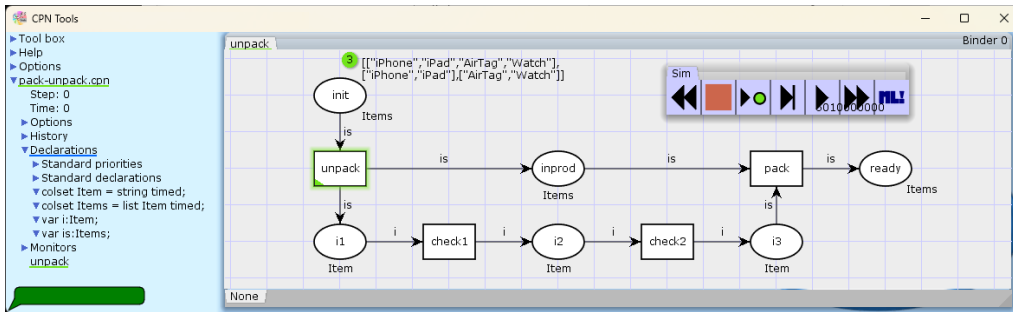 CPN Tools
Tool box
Help
Options
pack-unpack.cpn
Step: 0
Time: 0
Options
History
Declarations
Standard priorities
Standard declarations
colset Item = string timed;
colset Items = list Item timed;
var i:Item;
var is:Items;
Monitors
unpack
unpack
Binder 0
3
[["iPhone","iPad","AirTag","Watch"],
["iPhone","iPad"],["AirTag","Watch"]]
Sim
ML!
init
Items
is
unpack
is
inprod
Items
is
pack
is
ready
Items
is
is
i1
Item
i
check1
i
i2
Item
i
check2
i
i3
Item
None